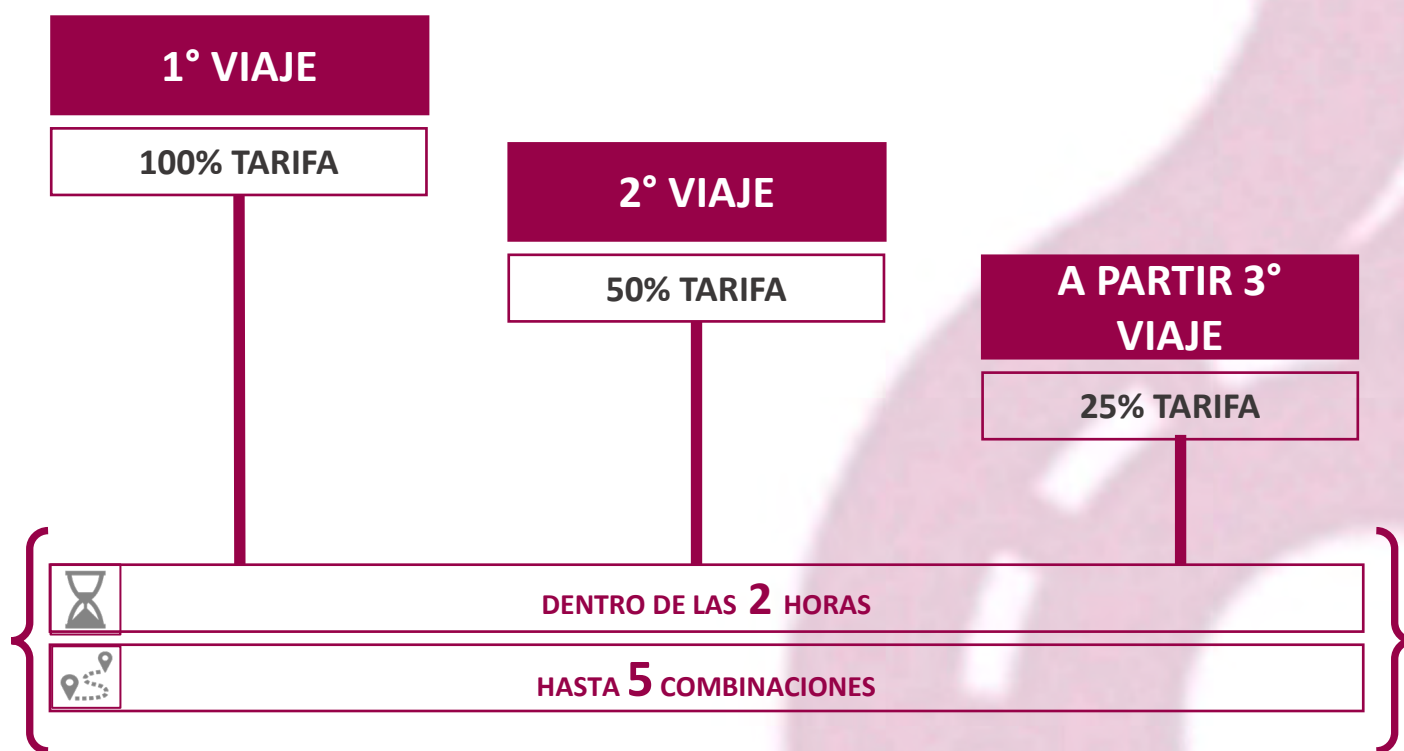 1° VIAJE
100% TARIFA
2° VIAJE
50% TARIFA
A PARTIR 3°
VIAJE
25% TARIFA
DENTRO DE LAS 2 HORAS
HASTA 5 COMBINACIONES